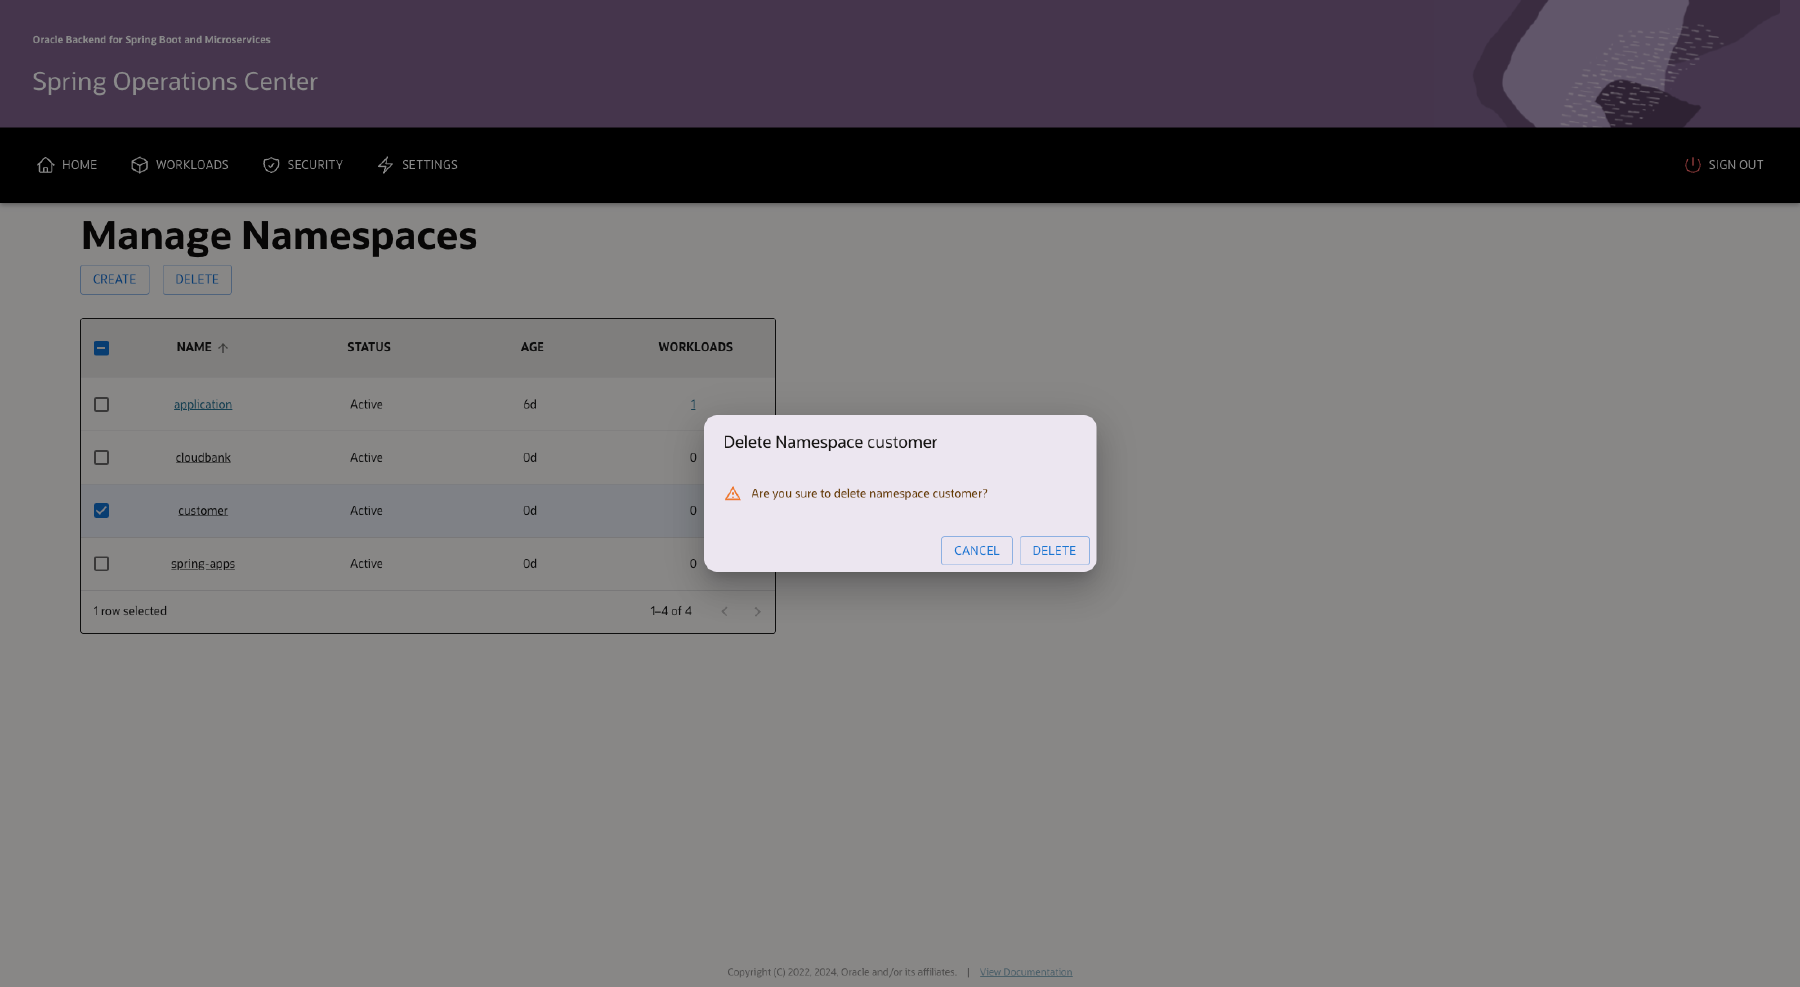 Oracle Backend for Spring Boot and Microservices
Spring Operations Center
HOME WORKLOADS SECURITY SETTINGS SIGN OUT
Manage Namespaces
CREATE DELETE
NAME STATUS AGE WORKLOADS
application Active 6d 1
cloudbank Active 0d 0
customer Active 0d 0
spring-apps Active 0d 0
1 row selected 1–4 of 4
Delete Namespace customer
Are you sure to delete namespace customer?
CANCEL DELETE
Copyright (C) 2022, 2024, Oracle and/or its affiliates. | View Documentation